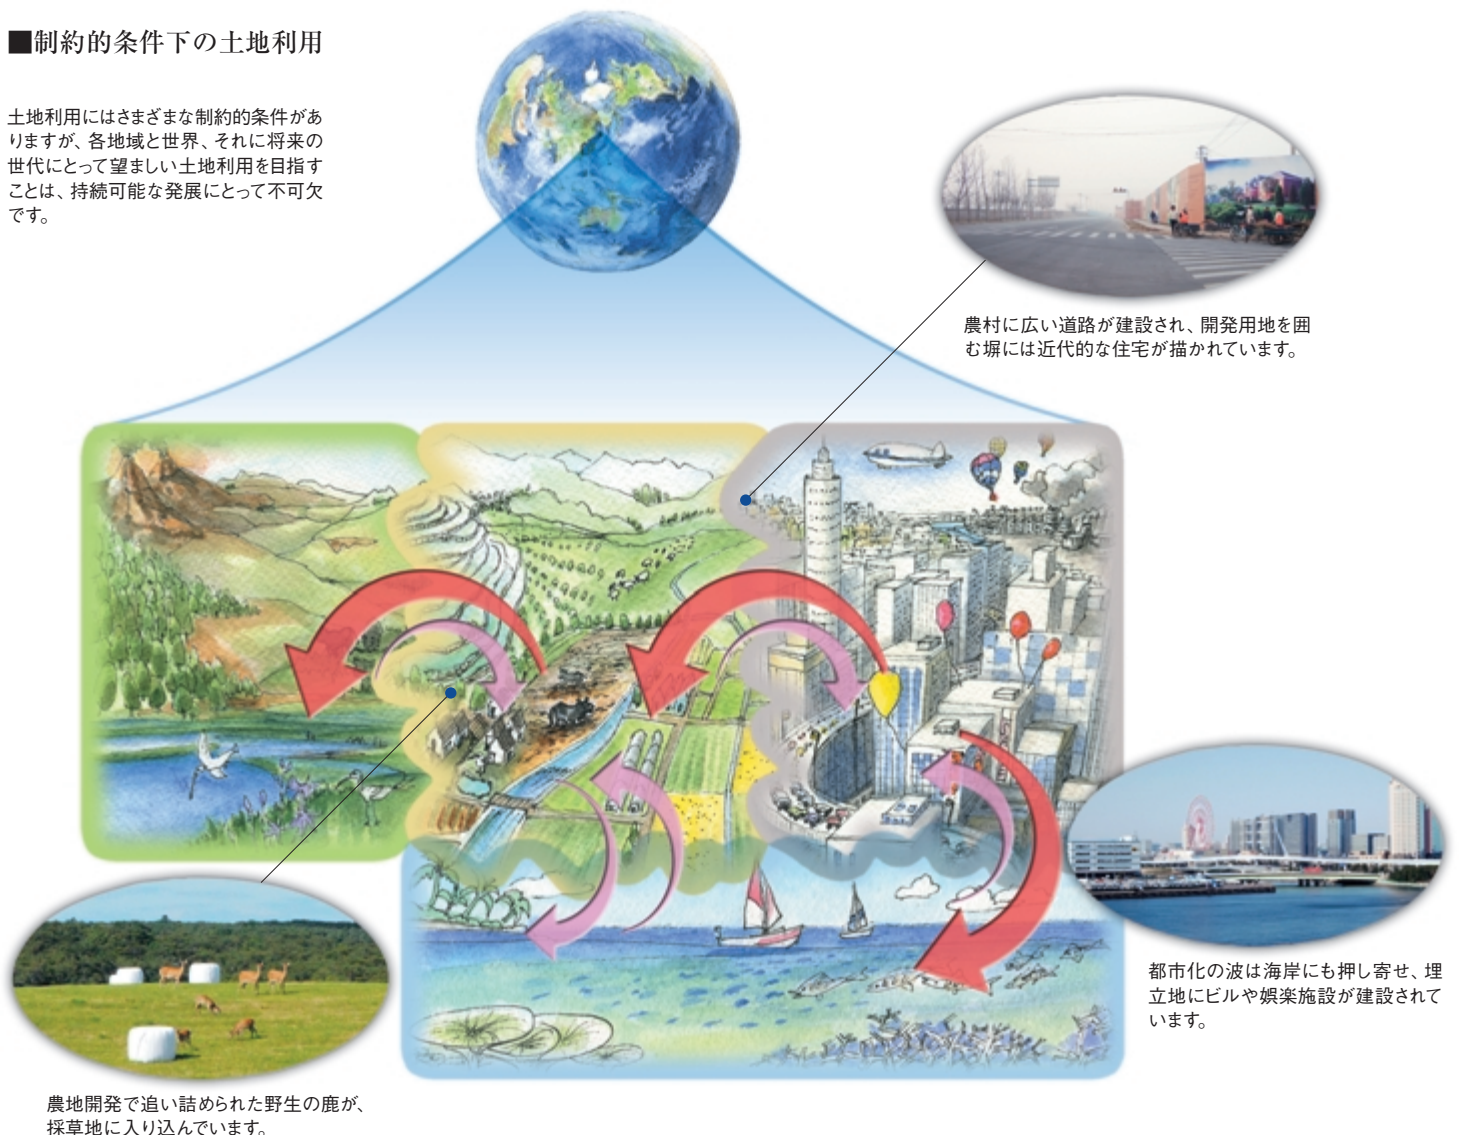 ■制約的条件下の土地利用
土地利用にはさまざまな制約的条件があ
りますが、各地域と世界、それに将来の
世代にとって望ましい土地利用を目指す
ことは、持続可能な発展にとって不可欠
です。
農村に広い道路が建設され、開発用地を囲
む塀には近代的な住宅が描かれています。
都市化の波は海岸にも押し寄せ、埋
立地にビルや娯楽施設が建設されて
います。
農地開発で追い詰められた野生の鹿が、
採草地に入り込んでいます。